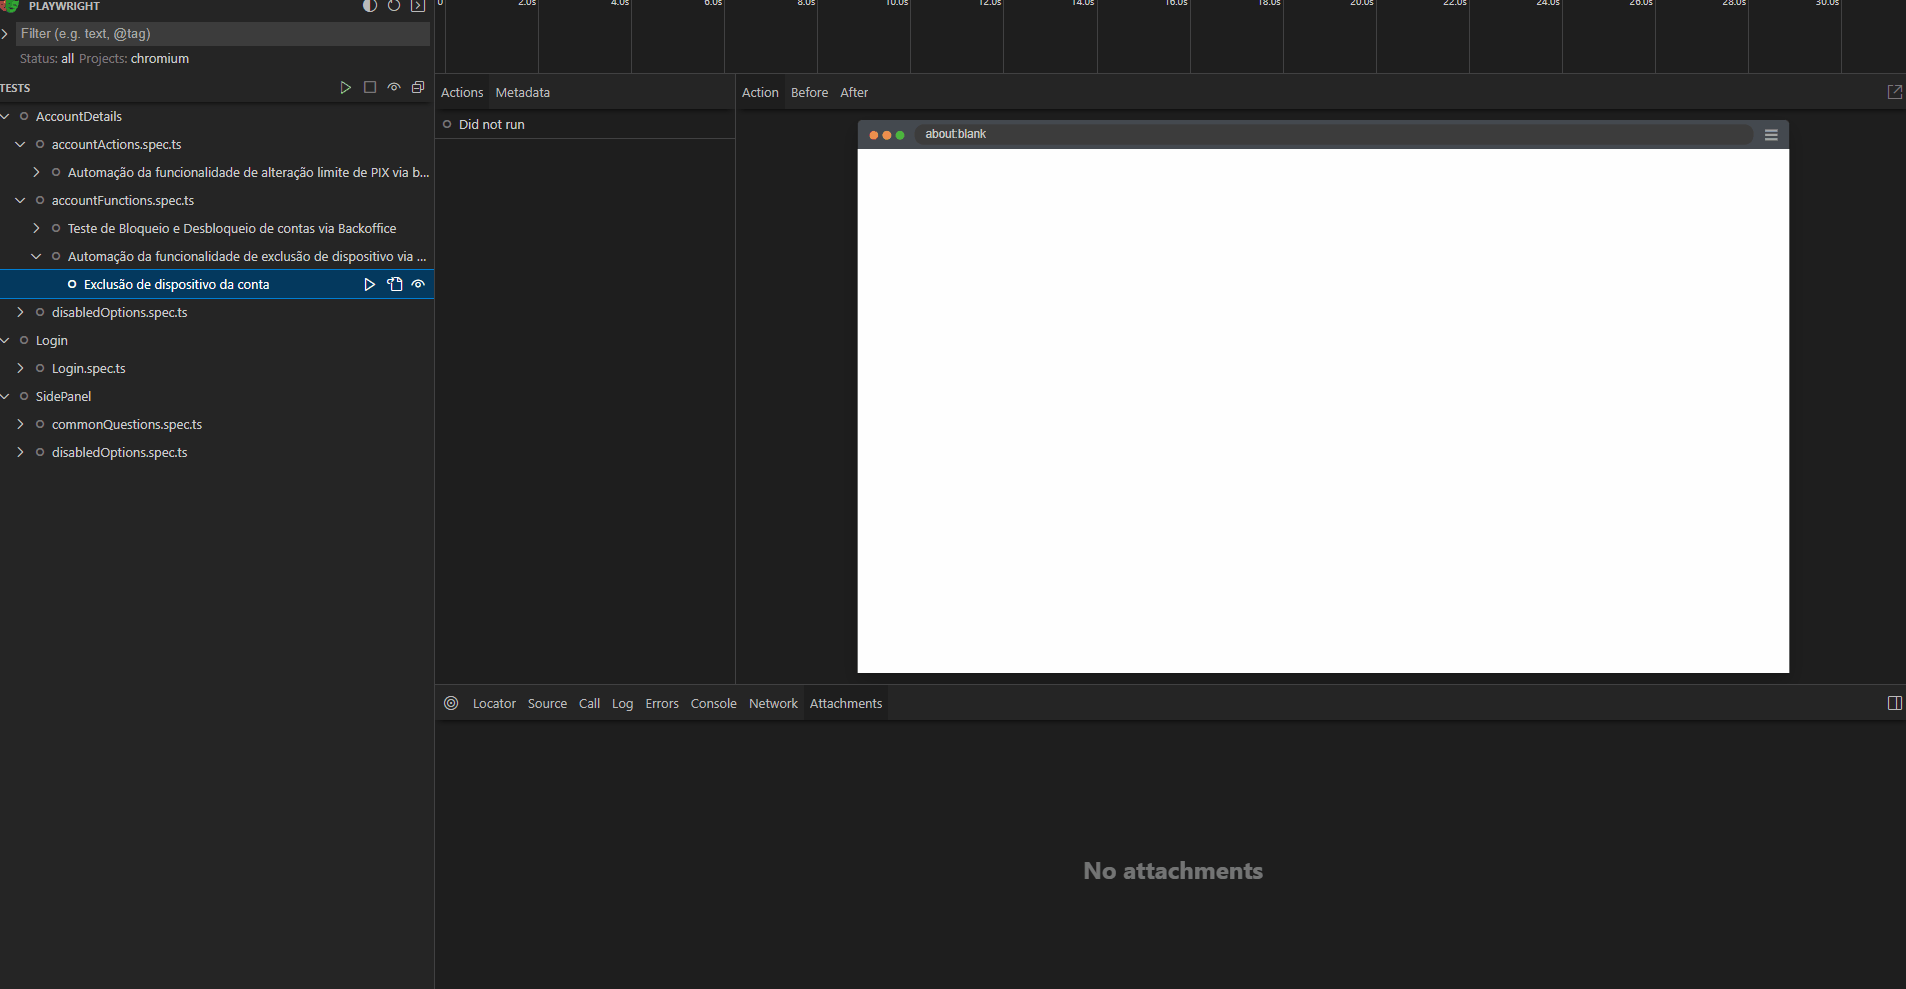 PLAYWRIGHT
Filter (e.g. text, @tag)
Status: all Projects: chromium
TESTS
AccountDetails
accountActions.spec.ts
Automação da funcionalidade de alteração limite de PIX via b...
accountFunctions.spec.ts
Teste de Bloqueio e Desbloqueio de contas via Backoffice
Automação da funcionalidade de exclusão de dispositivo via ...
Exclusão de dispositivo da conta
disabledOptions.spec.ts
Login
Login.spec.ts
SidePanel
commonQuestions.spec.ts
disabledOptions.spec.ts
0 2.0s 4.0s 6.0s 8.0s 10.0s 12.0s 14.0s 16.0s 18.0s 20.0s 22.0s 24.0s 26.0s 28.0s 30.0s
Actions Metadata
Did not run
Action Before After
about:blank
Locator Source Call Log Errors Console Network Attachments
No attachments